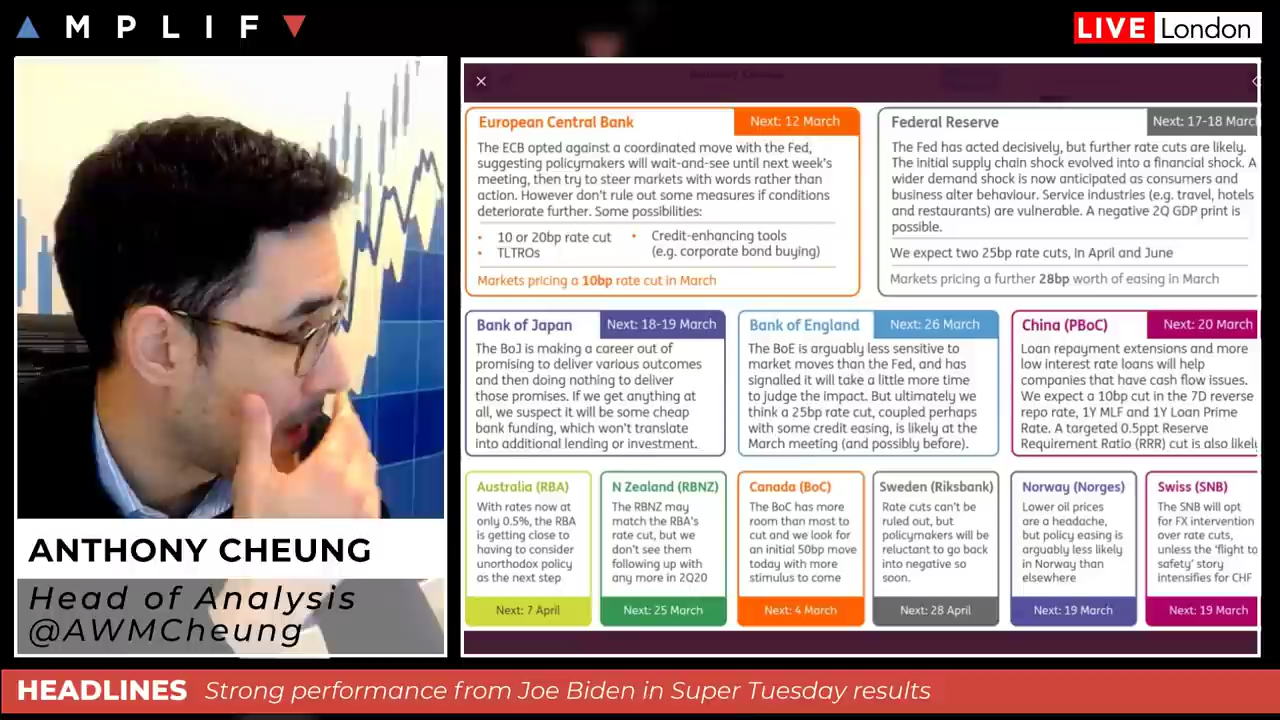 AMPLIFY
LIVE London
×
European Central Bank
Next: 12 March
The ECB opted against a coordinated move with the Fed,
suggesting policymakers will wait-and-see until next week's
meeting, then try to steer markets with words rather than
action. However don't rule out some measures if conditions
deteriorate further. Some possibilities:
• 10 or 20bp rate cut
• TLTROs
• Credit-enhancing tools
(e.g. corporate bond buying)
Markets pricing a 10bp rate cut in March
Federal Reserve
Next: 17-18 March
The Fed has acted decisively, but further rate cuts are likely.
The initial supply chain shock evolved into a financial shock. A
wider demand shock is now anticipated as consumers and
business alter behaviour. Service industries (e.g. travel, hotels
and restaurants) are vulnerable. A negative 2Q GDP print is
possible.
We expect two 25bp rate cuts, in April and June
Markets pricing a further 28bp worth of easing in March
Bank of Japan
Next: 18-19 March
The BoJ is making a career out of
promising to deliver various outcomes
and then doing nothing to deliver
those promises. If we get anything at
all, we suspect it will be some cheap
bank funding, which won't translate
into additional lending or investment.
Bank of England
Next: 26 March
The BoE is arguably less sensitive to
market moves than the Fed, and has
signalled it will take a little more time
to judge the impact. But ultimately we
think a 25bp rate cut, coupled perhaps
with some credit easing, is likely at the
March meeting (and possibly before).
China (PBoC)
Next: 20 March
Loan repayment extensions and more
low interest rate loans will help
companies that have cash flow issues.
We expect a 10bp cut in the 7D reverse
repo rate, 1Y MLF and 1Y Loan Prime
Rate. A targeted 0.5ppt Reserve
Requirement Ratio (RRR) cut is also likely
Australia (RBA)
With rates now at
only 0.5%, the RBA
is getting close to
having to consider
unorthodox policy
as the next step
Next: 7 April
N Zealand (RBNZ)
The RBNZ may
match the RBA's
rate cut, but we
don't see them
following up with
any more in 2Q20
Next: 25 March
Canada (BoC)
The BoC has more
room than most to
cut and we look for
an initial 50bp move
today with more
stimulus to come
Next: 4 March
Sweden (Riksbank)
Rate cuts can't be
ruled out, but
policymakers will be
reluctant to go back
into negative so
soon.
Next: 28 April
Norway (Norges)
Lower oil prices
are a headache,
but policy easing is
arguably less likely
in Norway than
elsewhere
Next: 19 March
Swiss (SNB)
The SNB will opt
for FX intervention
over rate cuts,
unless the 'flight to
safety' story
intensifies for CHF
Next: 19 March
ANTHONY CHEUNG
Head of Analysis
@AWMCheung
HEADLINES Strong performance from Joe Biden in Super Tuesday results